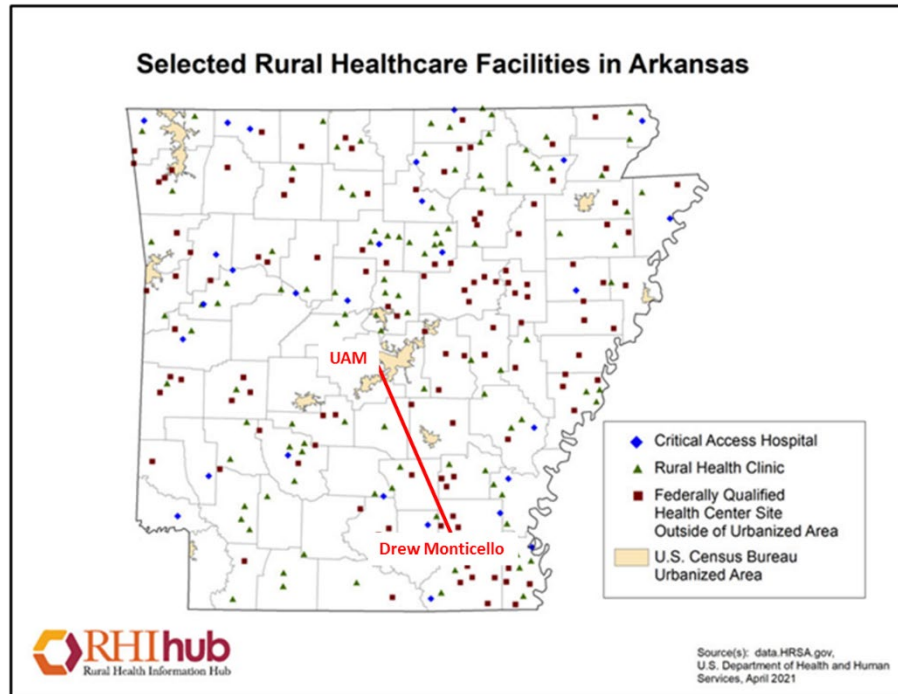 Selected Rural Healthcare Facilities in Arkansas
UAM
Drew Monticello
Critical Access Hospital
Rural Health Clinic
Federally Qualified
Health Center Site
Outside of Urbanized Area
U.S. Census Bureau
Urbanized Area
RHIhub
Rural Health Information Hub
Source(s): data.HRSA.gov,
U.S. Department of Health and Human
Services, April 2021